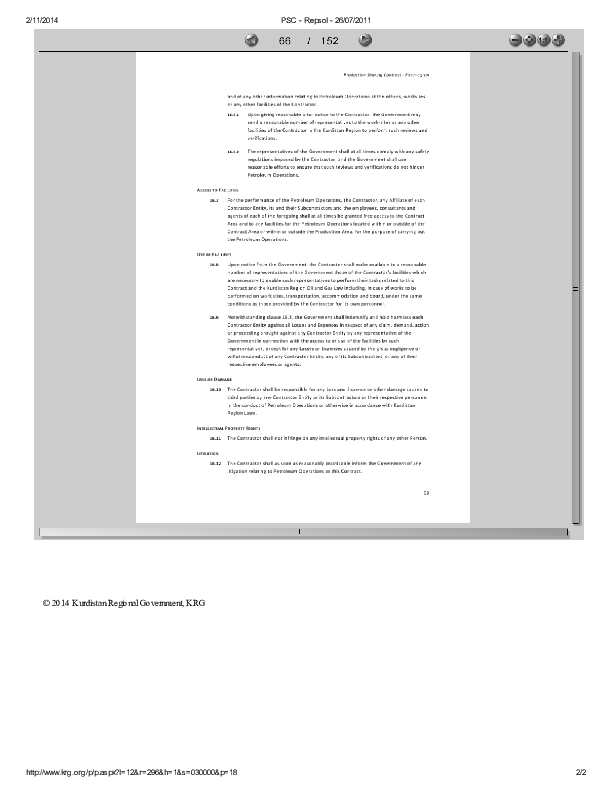 2/11/2014 PSC - Repsol - 26/07/2011
66 / 152
Production Sharing Contract - Piramagrun
and of any other information relating to Petroleum Operations at the offices, worksites
or any other facilities of the Contractor.
16.6.1 Upon giving reasonable prior notice to the Contractor, the Government may
send a reasonable number of representatives to the work-sites or any other
facilities of the Contractor in the Kurdistan Region to perform such reviews and
verifications.
16.6.2 The representatives of the Government shall at all times comply with any safety
regulations imposed by the Contractor, and the Government shall use
reasonable efforts to ensure that such reviews and verifications do not hinder
Petroleum Operations.
ACCESS TO FACILITIES
16.7 For the performance of the Petroleum Operations, the Contractor, any Affiliate of each
Contractor Entity, its and their Subcontractors and the employees, consultants and
agents of each of the foregoing shall at all times be granted free access to the Contract
Area and to any facilities for the Petroleum Operations located within or outside of the
Contract Area or within or outside the Production Area, for the purpose of carrying out
the Petroleum Operations.
USE OF FACILITIES
16.8 Upon notice from the Government, the Contractor shall make available to a reasonable
number of representatives of the Government those of the Contractor's facilities which
are necessary to enable such representatives to perform their tasks related to this
Contract and the Kurdistan Region Oil and Gas Law including, in case of works to be
performed on work sites, transportation, accommodation and board, under the same
conditions as those provided by the Contractor for its own personnel.
16.9 Notwithstanding clause 16.3, the Government shall indemnify and hold harmless each
Contractor Entity against all Losses and Expenses in respect of any claim, demand, action
or proceeding brought against any Contractor Entity by any representative of the
Government in connection with the access to or use of the facilities by such
representatives, except for any Losses or Expenses caused by the gross negligence or
wilful misconduct of any Contractor Entity, any of its Subcontractors, or any of their
respective employees or agents.
LOSS OR DAMAGE
16.10 The Contractor shall be responsible for any Loss and Expense or other damage caused to
third parties by any Contractor Entity or its Subcontractors or their respective personnel
in the conduct of Petroleum Operations or otherwise in accordance with Kurdistan
Region Laws.
INTELLECTUAL PROPERTY RIGHTS
16.11 The Contractor shall not infringe on any intellectual property rights of any other Person.
LITIGATION
16.12 The Contractor shall as soon as reasonably practicable inform the Government of any
litigation relating to Petroleum Operations or this Contract.
© 2014 Kurdistan Regional Government, KRG
http://www.krg.org/p/p.aspx?l=12&r=296&h=1&s=030000&p=18 2/2